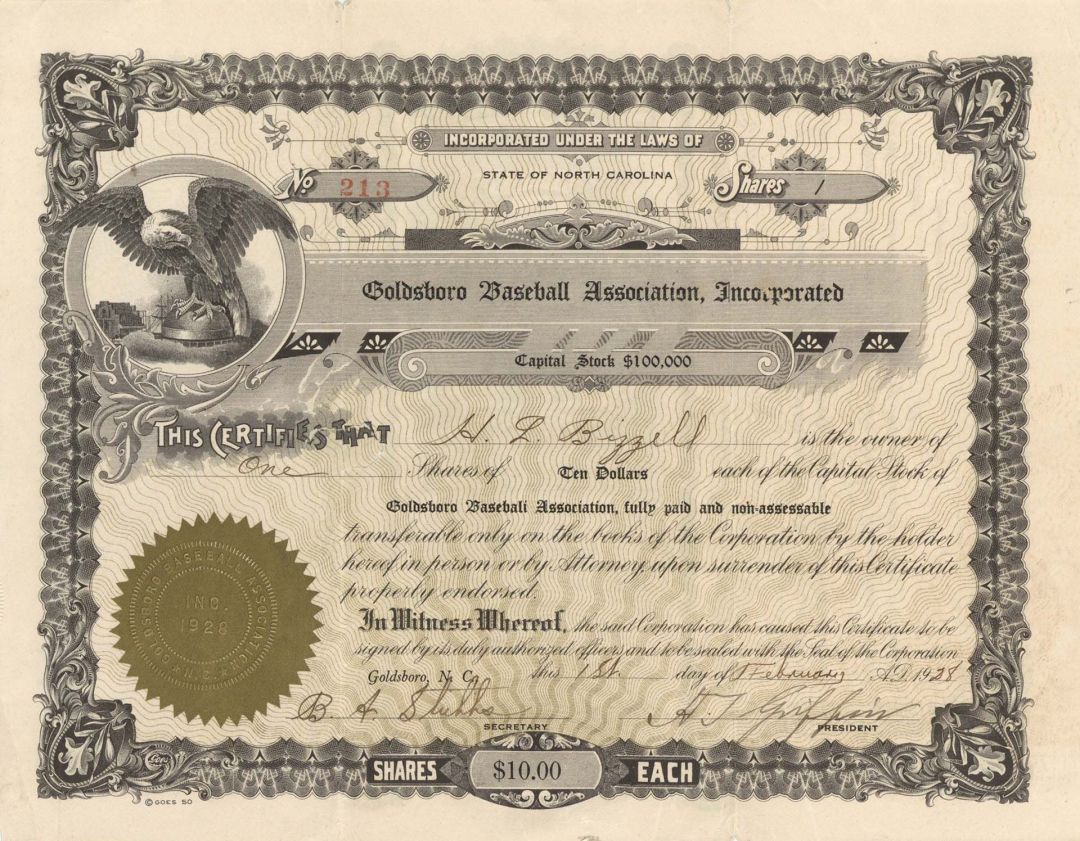 INCORPORATED UNDER THE LAWS OF
STATE OF NORTH CAROLINA
No 213
Shares 1
Goldsboro Baseball Association, Incorporated
Capital Stock $100,000
THIS CERTIFIES THAT H. L. Bizzell is the owner of
One Shares of Ten Dollars each of the Capital Stock of
Goldsboro Baseball Association, fully paid and non-assessable
transferable only on the books of the Corporation by the holder
hereof in person or by Attorney, upon surrender of this Certificate
properly endorsed.
In Witness Whereof, the said Corporation has caused this Certificate to be
signed by its duly authorized officers and to be sealed with the Seal of the Corporation
Goldsboro, N. C. this 1st. day of February A.D. 1928
GOLDSBORO BASEBALL ASSOCIATION
INC.
1928
N.C.
B. A. Stubbs
SECRETARY
Griffin
PRESIDENT
SHARES $10.00 EACH
GOES
© GOES 50